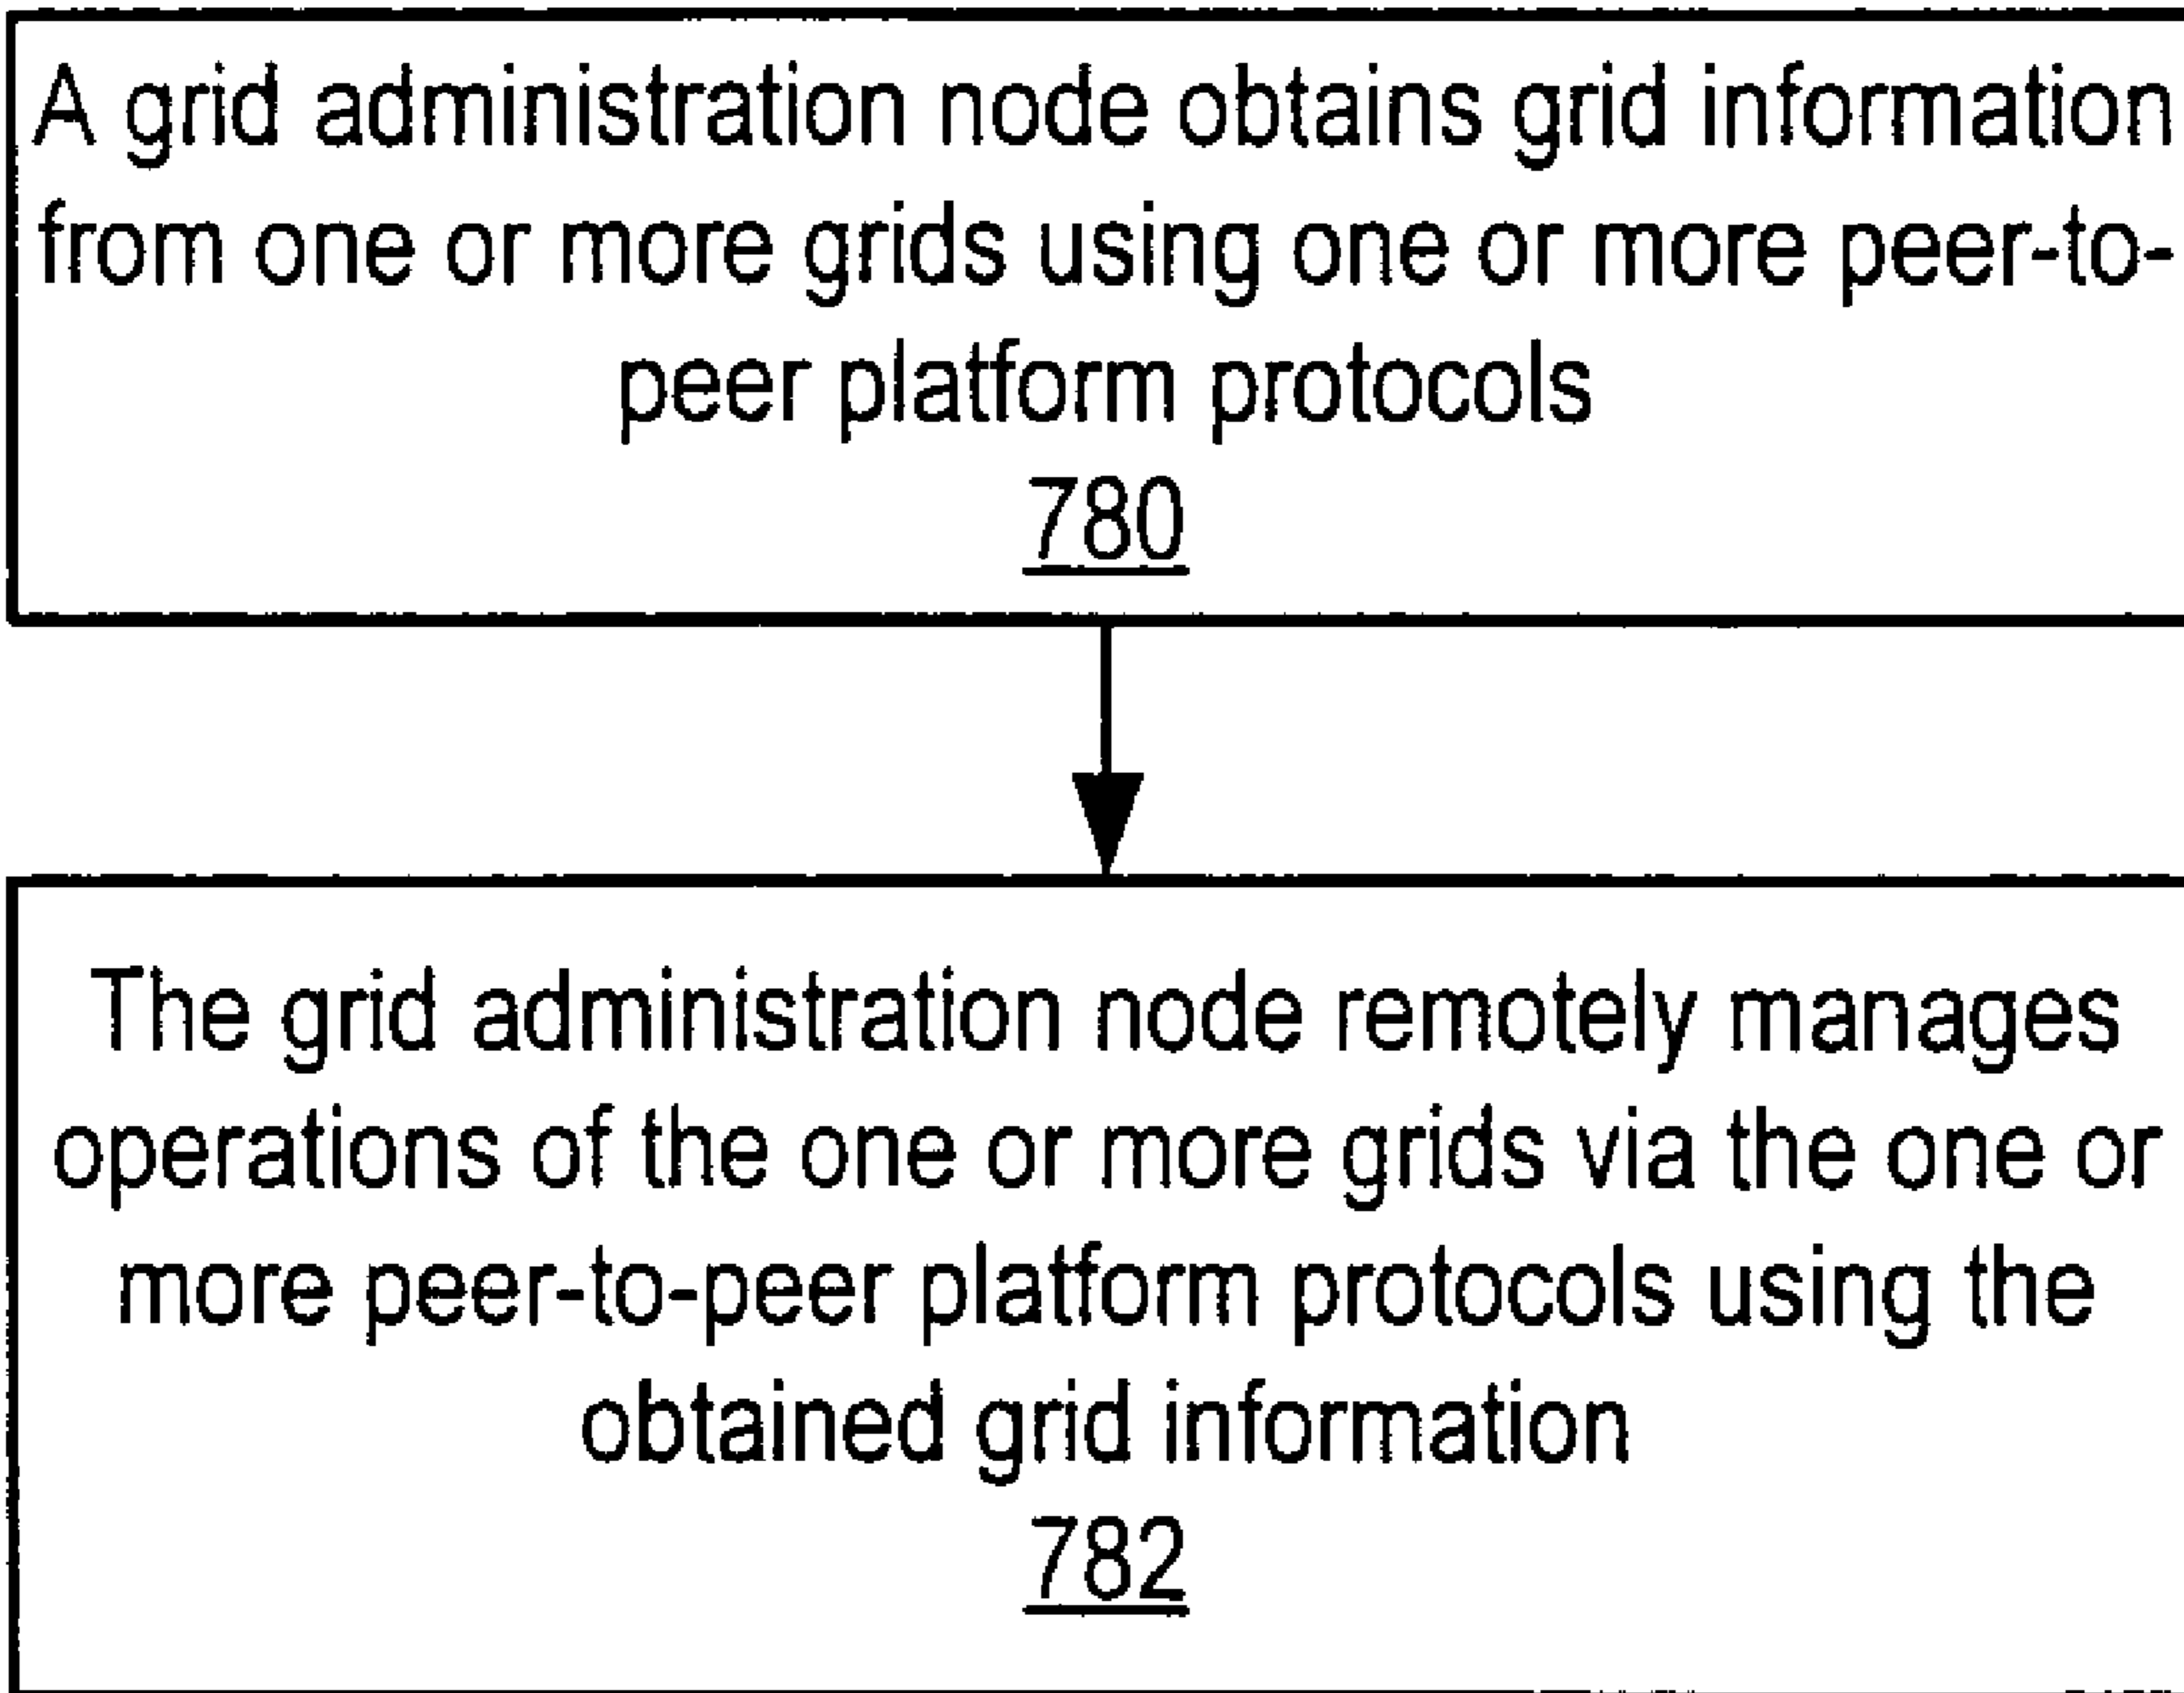 A grid administration node obtains grid information
from one or more grids using one or more peer-to-
peer platform protocols
780
The grid administration node remotely manages
operations of the one or
more grids via the one or
more peer-to-peer platform protocols using the
obtained grid information
782